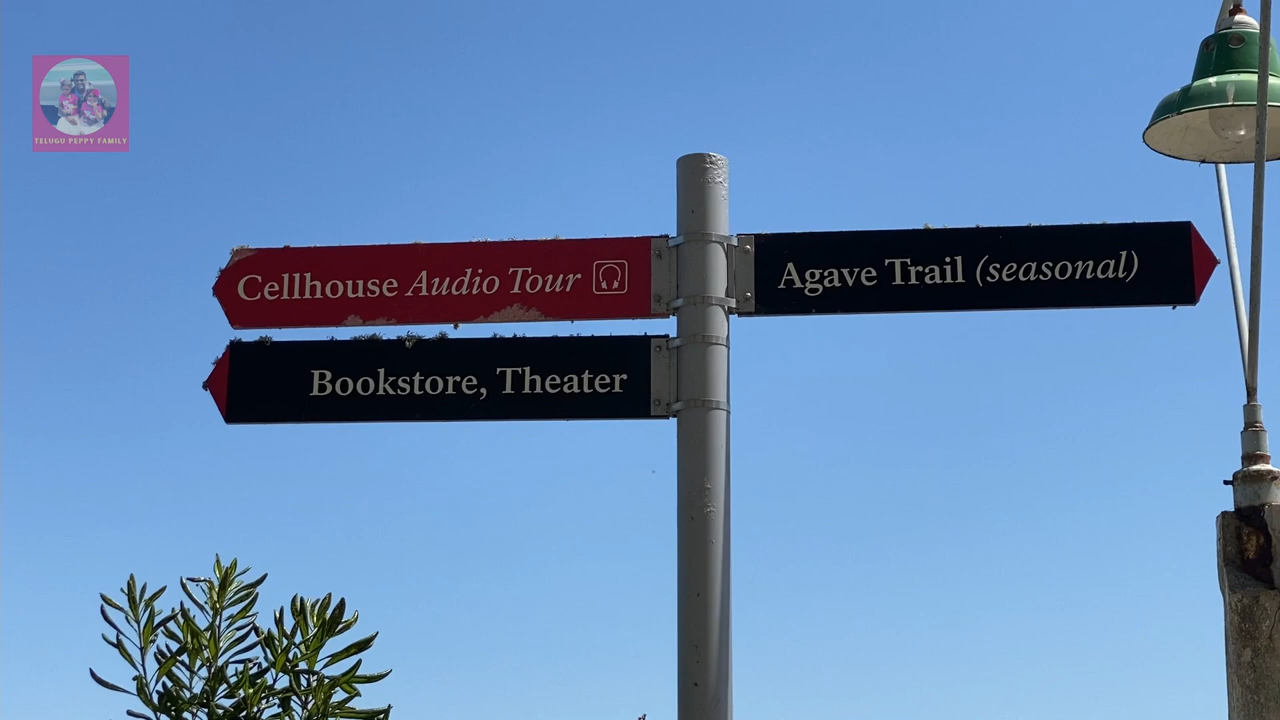 TELUGU PEPPY FAMILY
Cellhouse Audio Tour
Agave Trail (seasonal)
Bookstore, Theater